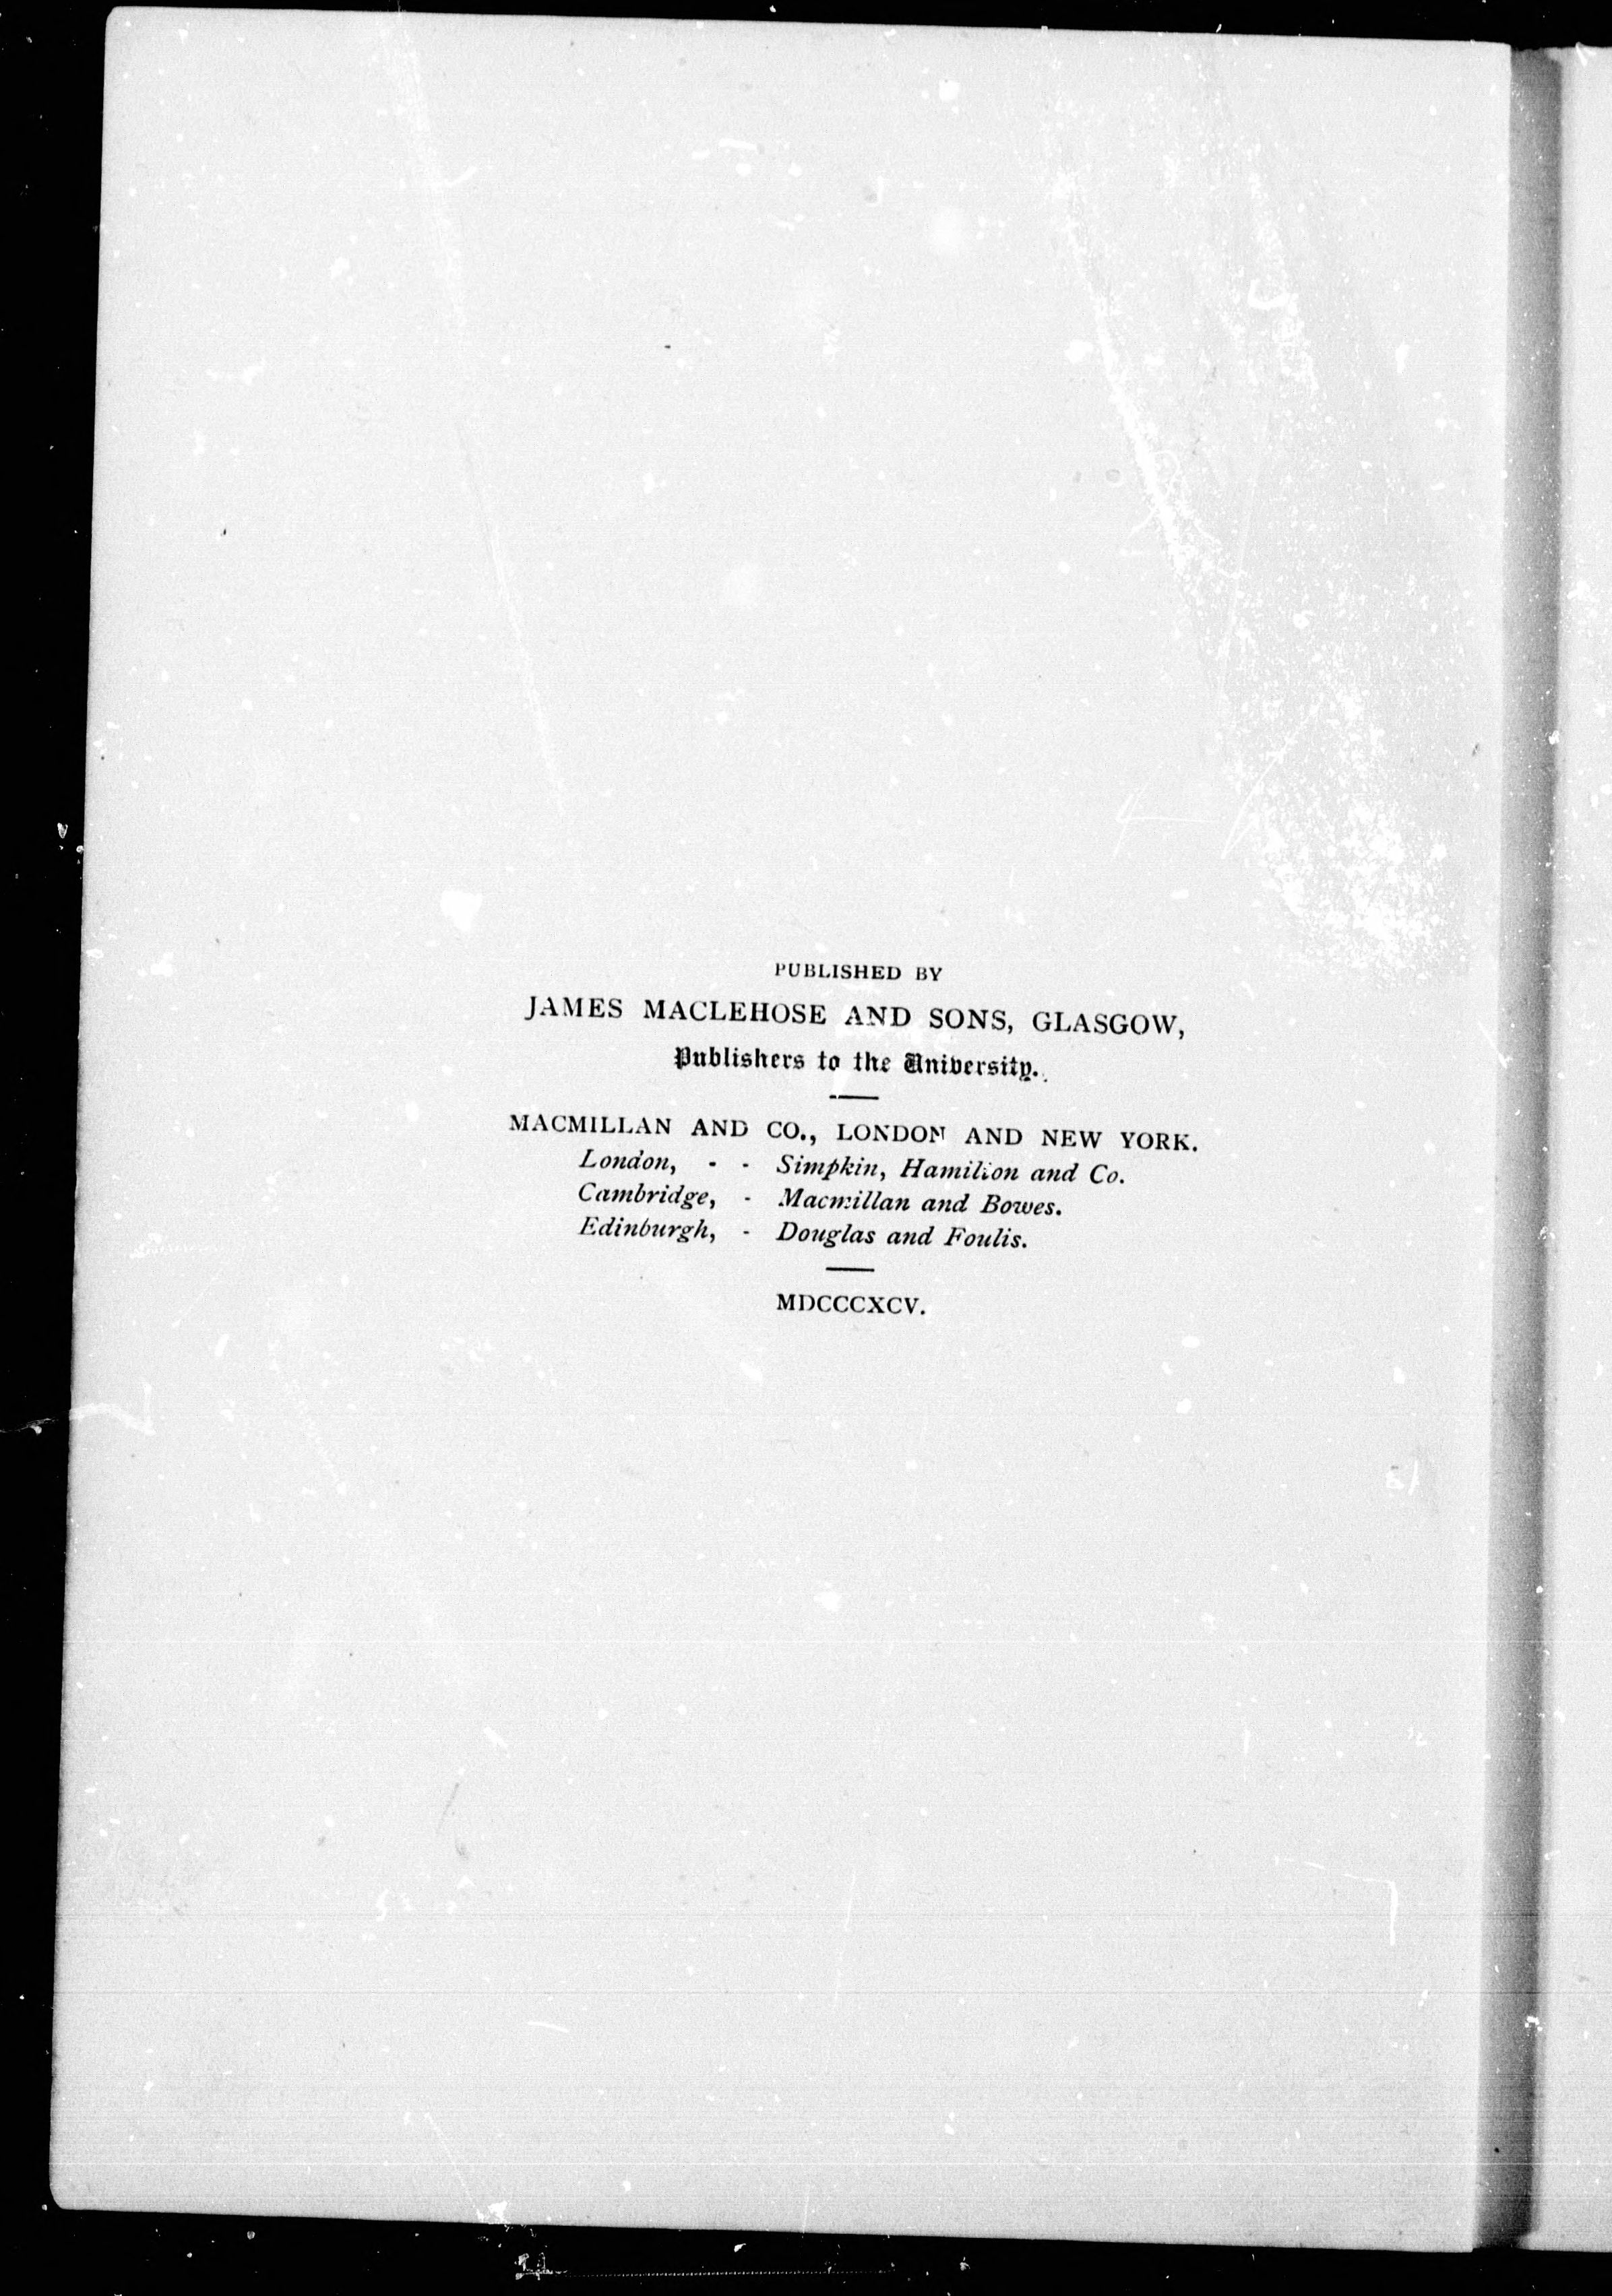 PUBLISHED BY
JAMES MACLEHOSE AND SONS, GLASGOW,
Publishers to the University.
MACMILLAN AND CO., LONDON AND NEW YORK.
London, - - Simpkin, Hamilton and Co.
Cambridge, - Macmillan and Bowes.
Edinburgh, - Douglas and Foulis.
MDCCCXCV.